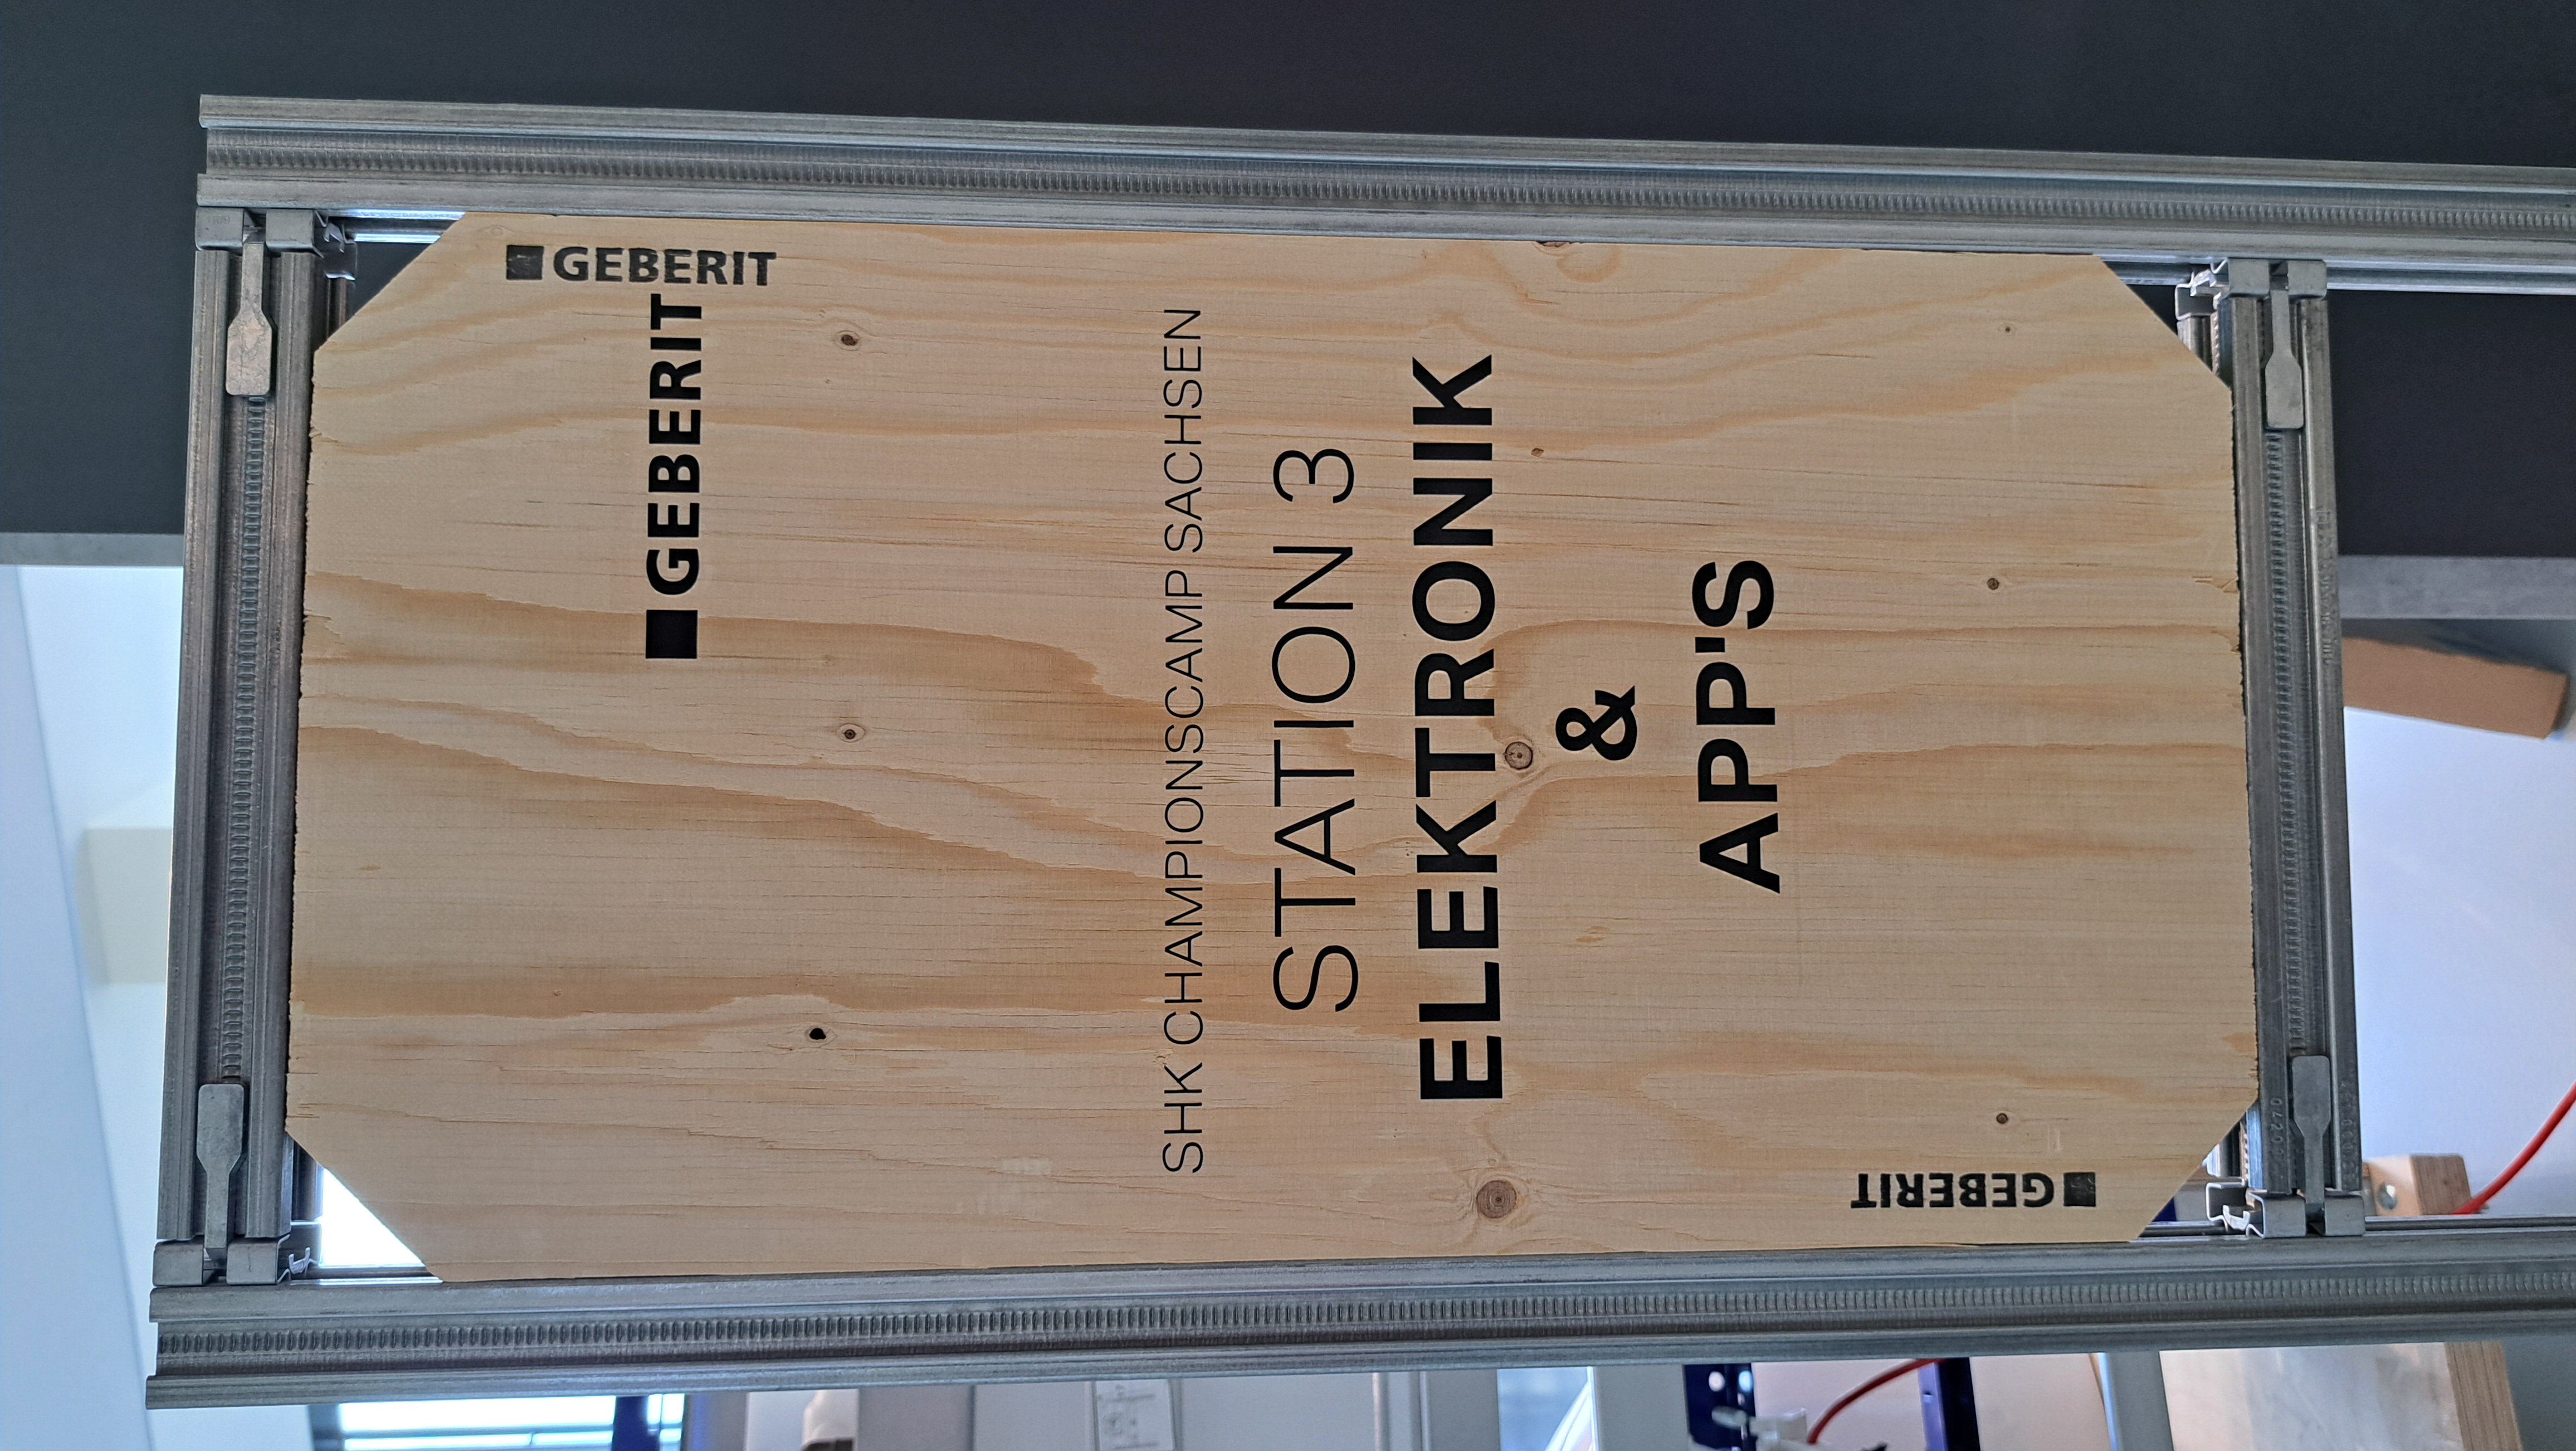 GEBERIT
GEBERIT
SHK CHAMPIONSCAMP SACHSEN
STATION 3
ELEKTRONIK
&
APP'S
GEBERIT